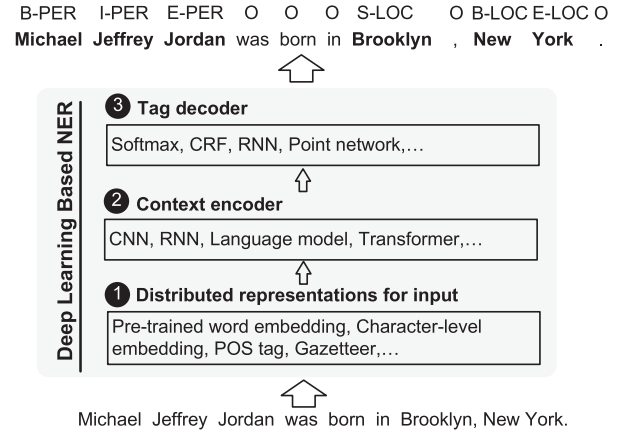 B-PER I-PER E-PER O O O S-LOC O B-LOC E-LOC O
Michael Jeffrey Jordan was born in Brooklyn , New York .
Deep Learning Based NER
3 Tag decoder
Softmax, CRF, RNN, Point network,...
2 Context encoder
CNN, RNN, Language model, Transformer,...
1 Distributed representations for input
Pre-trained word embedding, Character-level
embedding, POS tag, Gazetteer,...
Michael Jeffrey Jordan was born in Brooklyn, New York.